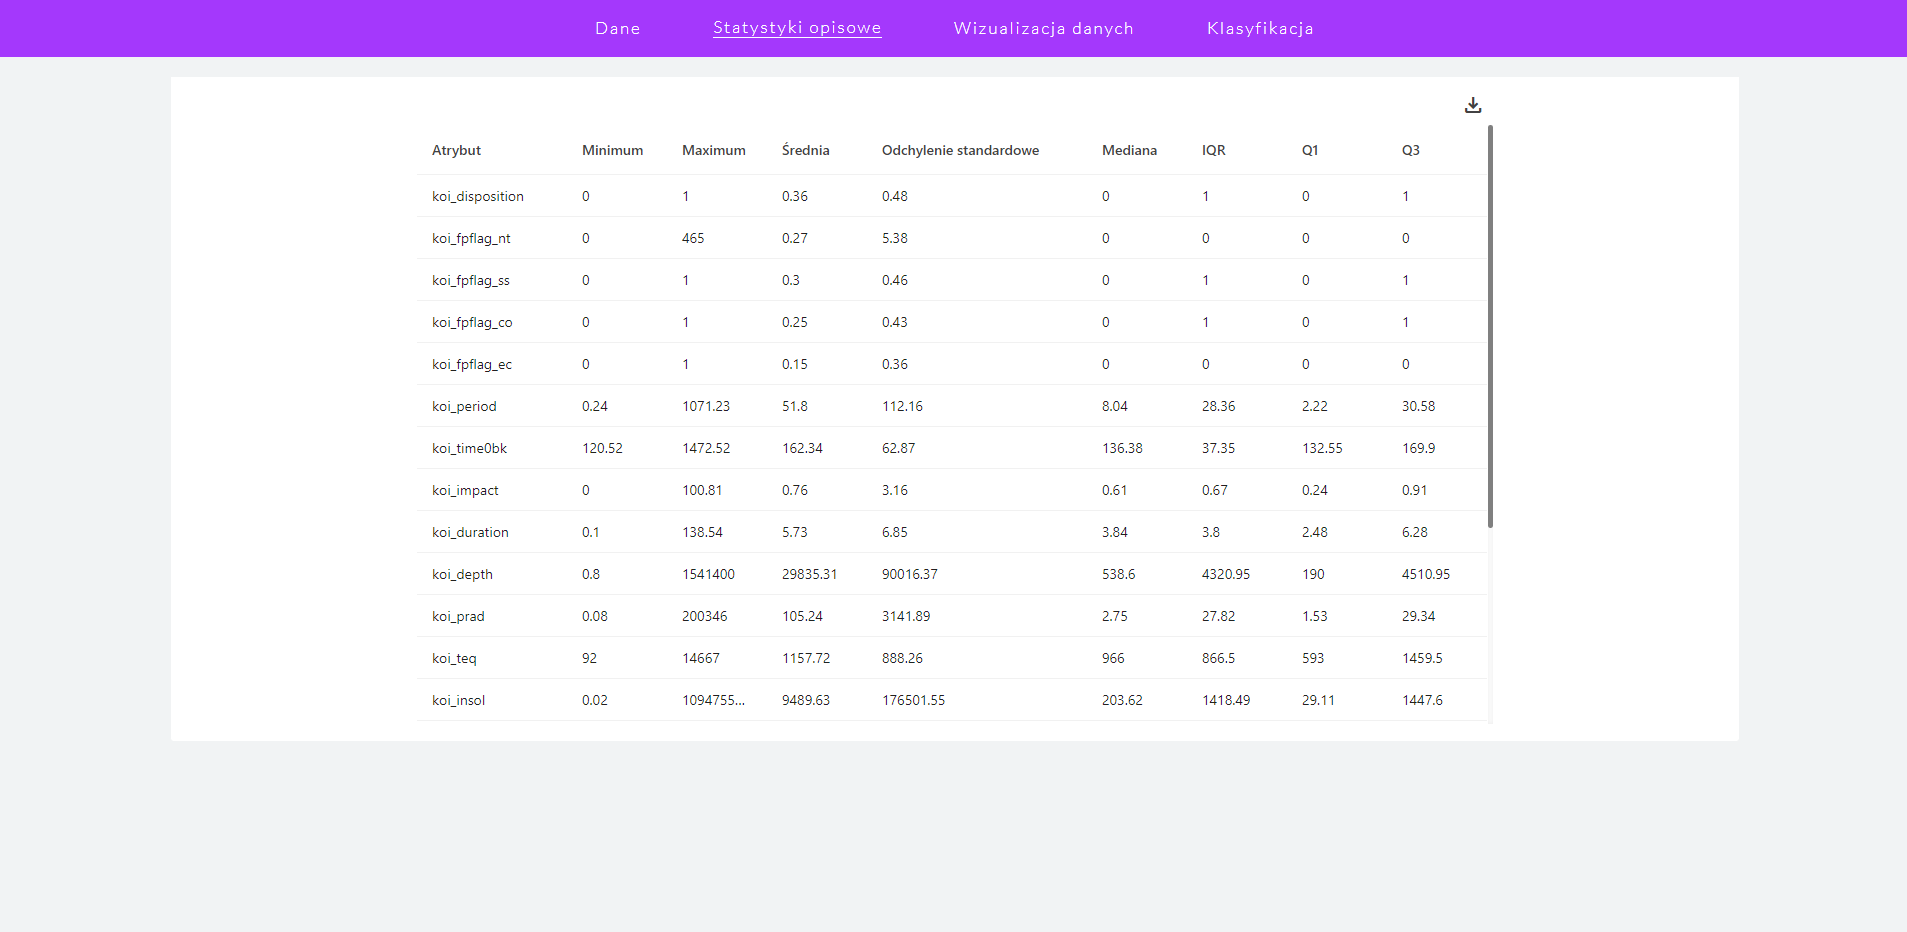 Dane Statystyki opisowe Wizualizacja danych Klasyfikacja
Atrybut Minimum Maximum Średnia Odchylenie standardowe Mediana IQR Q1 Q3
koi_disposition 0 1 0.36 0.48 0 1 0 1
koi_fpflag_nt 0 465 0.27 5.38 0 0 0 0
koi_fpflag_ss 0 1 0.3 0.46 0 1 0 1
koi_fpflag_co 0 1 0.25 0.43 0 1 0 1
koi_fpflag_ec 0 1 0.15 0.36 0 0 0 0
koi_period 0.24 1071.23 51.8 112.16 8.04 28.36 2.22 30.58
koi_time0bk 120.52 1472.52 162.34 62.87 136.38 37.35 132.55 169.9
koi_impact 0 100.81 0.76 3.16 0.61 0.67 0.24 0.91
koi_duration 0.1 138.54 5.73 6.85 3.84 3.8 2.48 6.28
koi_depth 0.8 1541400 29835.31 90016.37 538.6 4320.95 190 4510.95
koi_prad 0.08 200346 105.24 3141.89 2.75 27.82 1.53 29.34
koi_teq 92 14667 1157.72 888.26 966 866.5 593 1459.5
koi_insol 0.02 1094755... 9489.63 176501.55 203.62 1418.49 29.11 1447.6